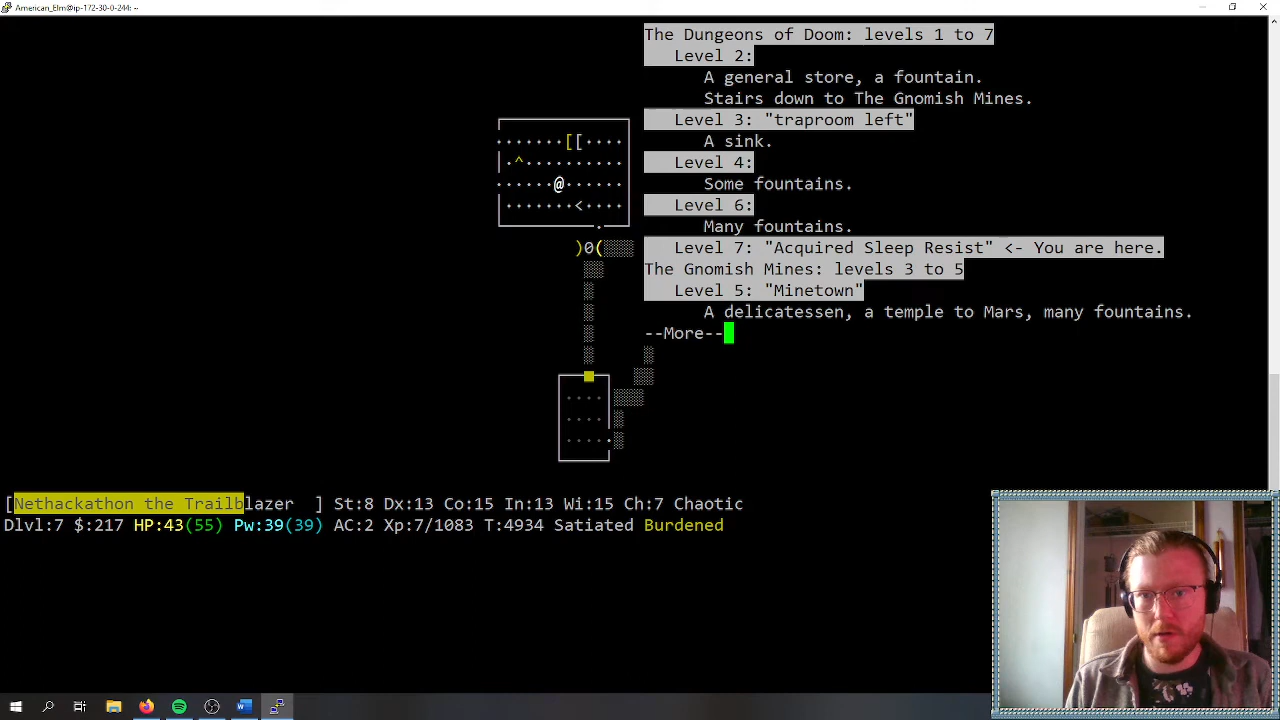 American_Elm@ip-172-30-0-244: ~
The Dungeons of Doom: levels 1 to 7
Level 2:
A general store, a fountain.
Stairs down to The Gnomish Mines.
Level 3: "traproom left"
A sink.
Level 4:
Some fountains.
Level 6:
Many fountains.
Level 7: "Acquired Sleep Resist" <- You are here.
The Gnomish Mines: levels 3 to 5
Level 5: "Minetown"
A delicatessen, a temple to Mars, many fountains.
--More--
[Nethackathon the Trailblazer ] St:8 Dx:13 Co:15 In:13 Wi:15 Ch:7 Chaotic
Dlvl:7 $:217 HP:43(55) Pw:39(39) AC:2 Xp:7/1083 T:4934 Satiated Burdened